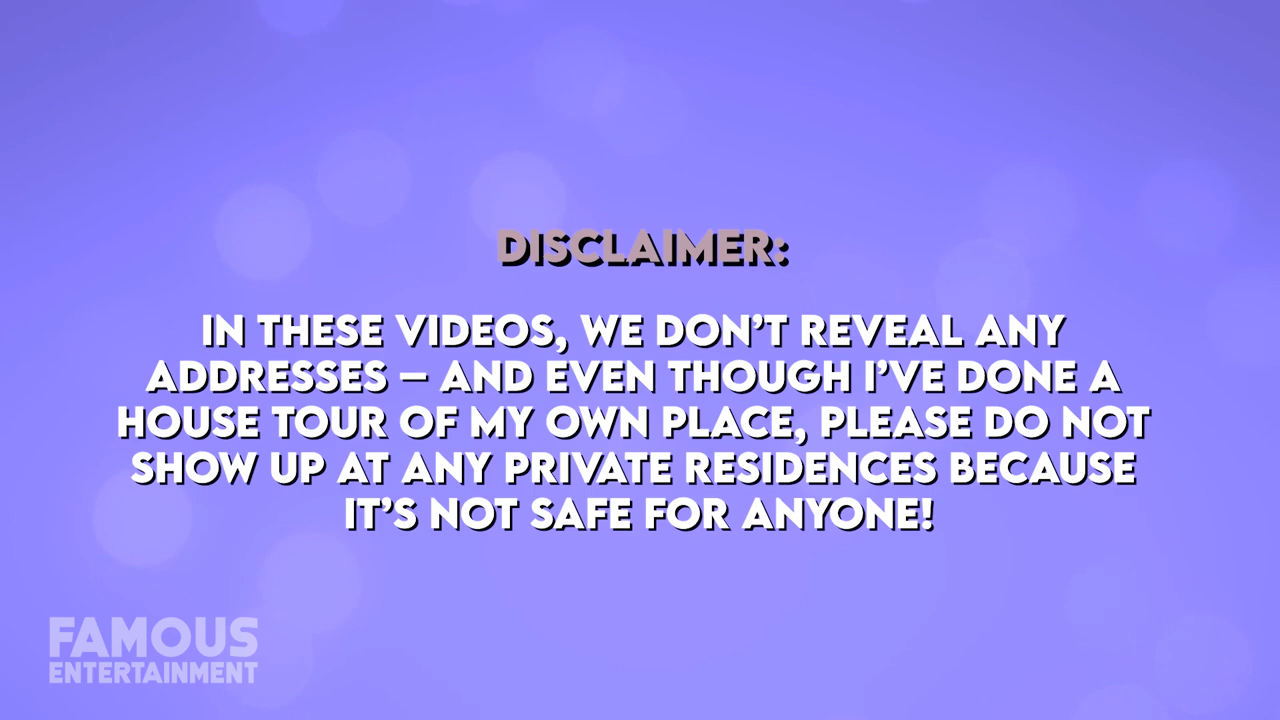 DISCLAIMER:
IN THESE VIDEOS, WE DON'T REVEAL ANY
ADDRESSES – AND EVEN THOUGH I'VE DONE A
HOUSE TOUR OF MY OWN PLACE, PLEASE DO NOT
SHOW UP AT ANY PRIVATE RESIDENCES BECAUSE
IT'S NOT SAFE FOR ANYONE!
FAMOUS
ENTERTAINMENT